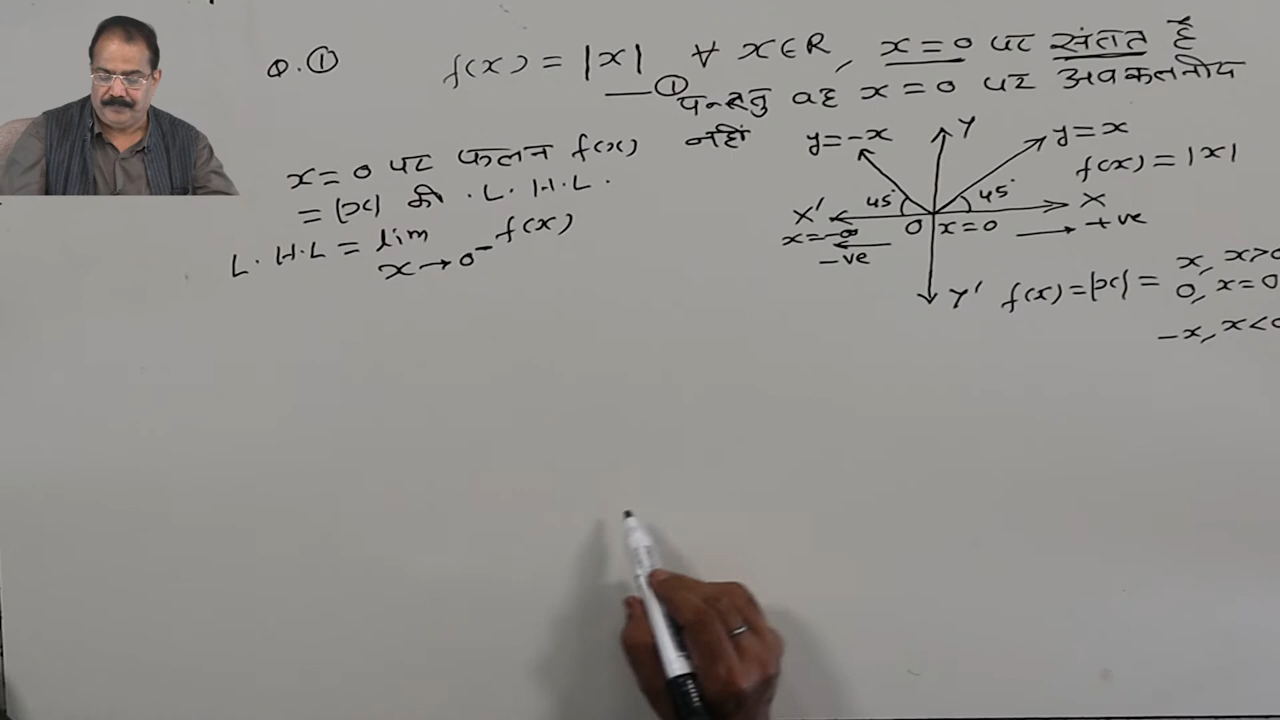 Q. ① f(x) = |x| ∀ x∈R, x=0 पर संतत है
—① परन्तु वह x=0 पर अवकलनीय
नहीं
x=0 पर फलन f(x)
= |x| की L.H.L.
L.H.L = lim f(x)
x→0⁻
y=-x Y y=x
f(x) = |x|
45° 45°
X' X
x=-∞ 0 x=0 → +ve
-ve
Y' f(x) = |x| = x, x>0
0, x=0
-x, x<0